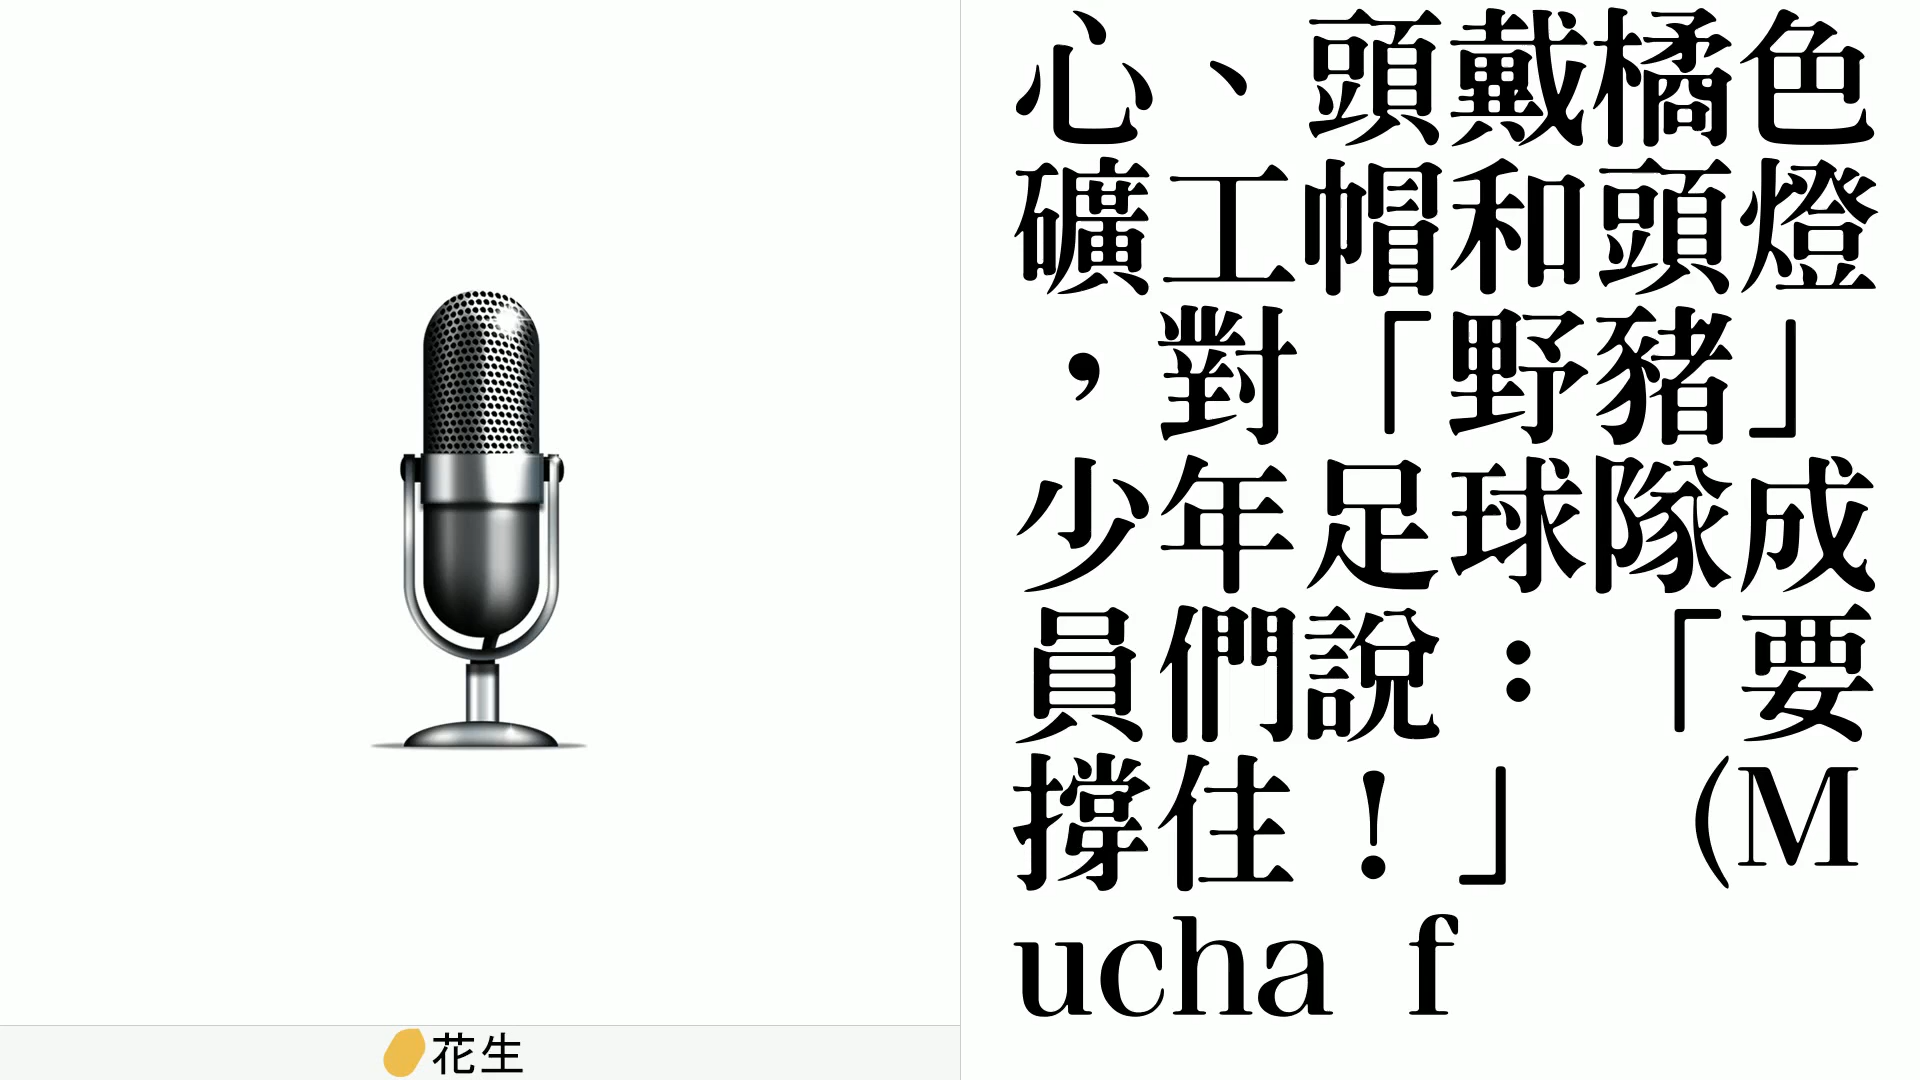 心、頭戴橘色
礦工帽和頭燈
，對「野豬」
少年足球隊成
員們說：「要
撐住！」（M
ucha f
花生